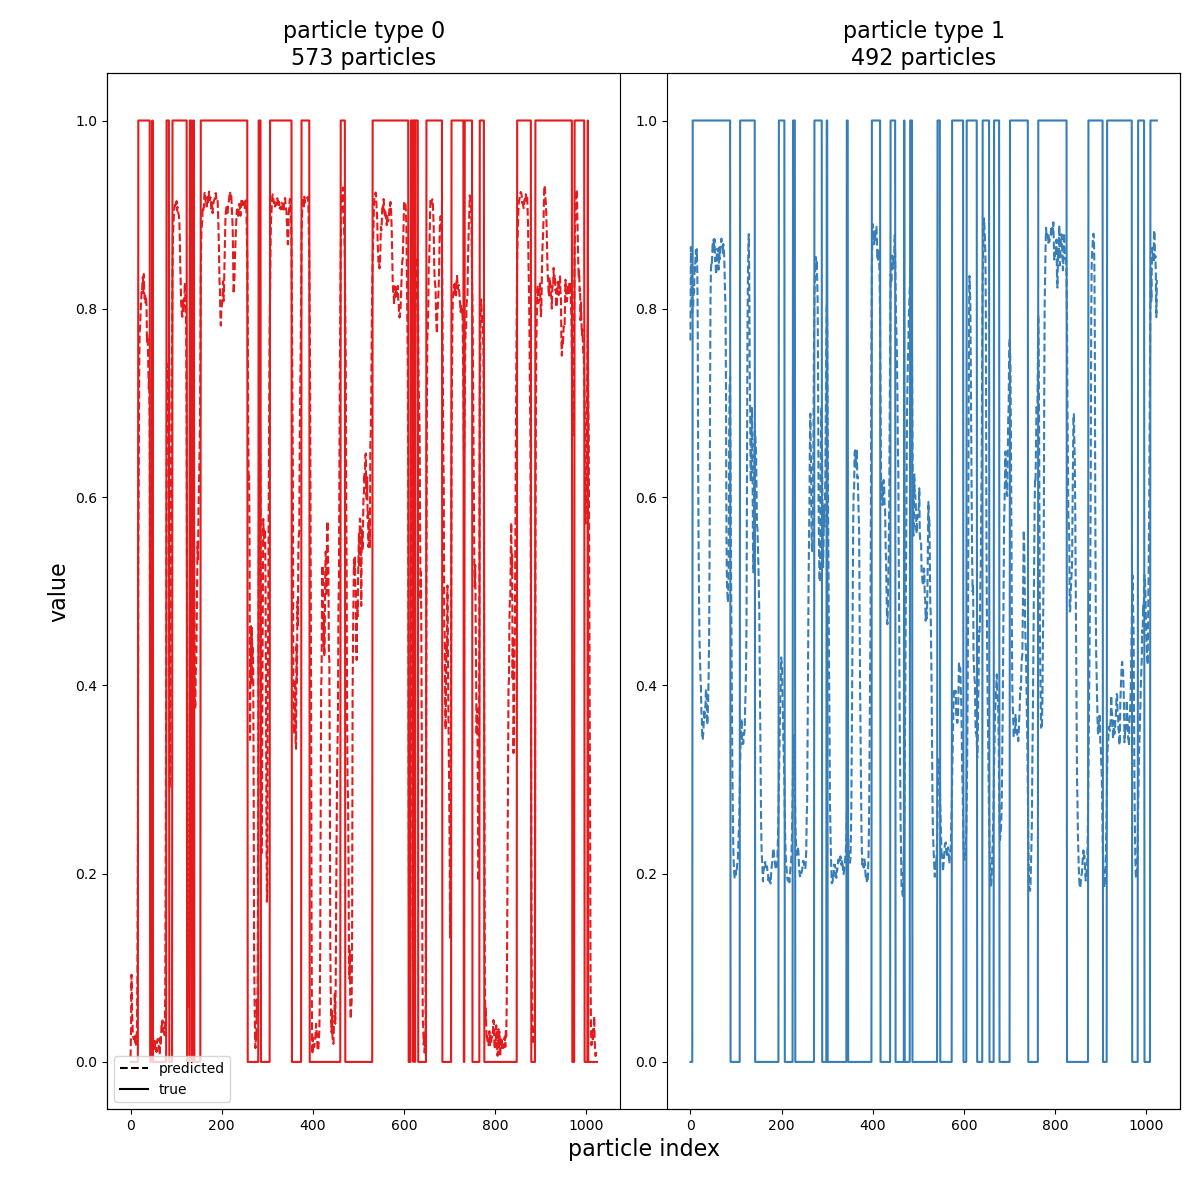 particle type 0
573 particles
particle type 1
492 particles
value
1.0
0.8
0.6
0.4
0.2
0.0
1.0
0.8
0.6
0.4
0.2
0.0
predicted
true
0 200 400 600 800 1000
0 200 400 600 800 1000
particle index